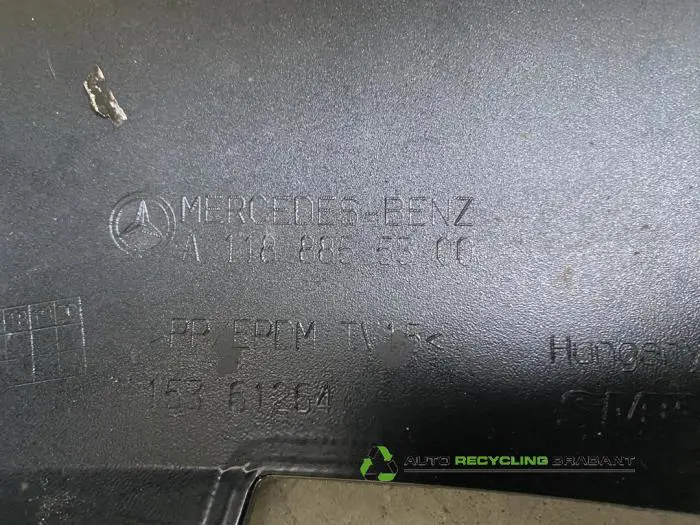 MERCEDES-BENZ
A 118 885 53 00
>PP/EPDM TV15<
Hungary
153 61264
AUTO RECYCLING BRABANT